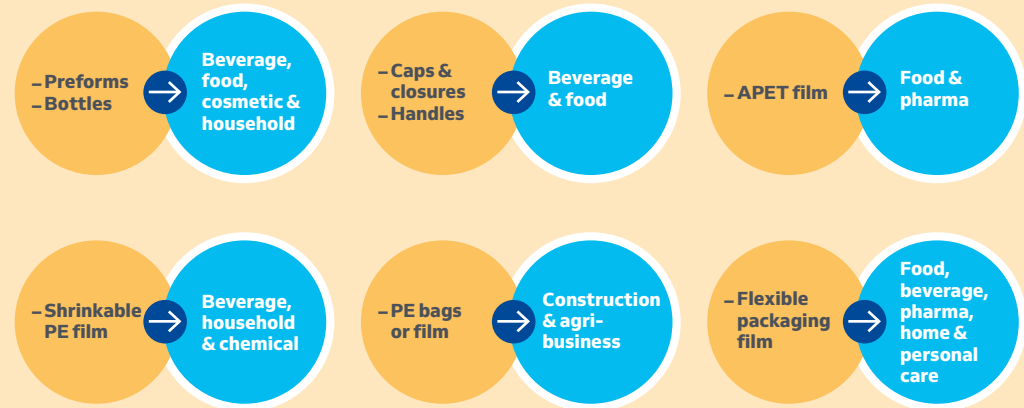 – Preforms
– Bottles
Beverage,
food,
cosmetic &
household
– Caps &
closures
– Handles
Beverage
& food
– APET film
Food &
pharma
– Shrinkable
PE film
Beverage,
household
& chemical
– PE bags
or film
Construction
& agri-
business
– Flexible
packaging
film
Food,
beverage,
pharma,
home &
personal
care